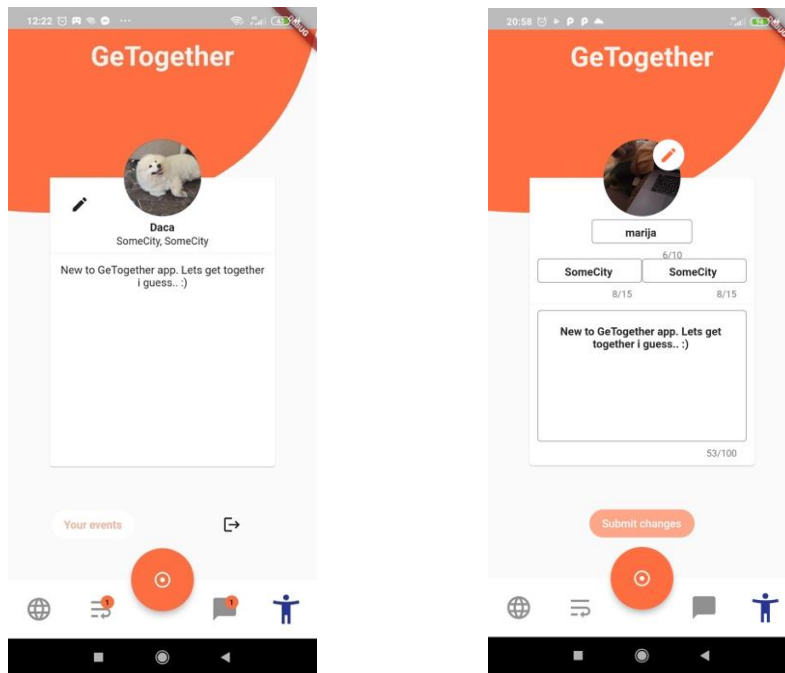 12:22
GeTogether
Daca
SomeCity, SomeCity
New to GeTogether app. Lets get together
i guess.. :)
Your events
1
1
20:58
GeTogether
marija
6/10
SomeCity SomeCity
8/15 8/15
New to GeTogether app. Lets get
together i guess.. :)
53/100
Submit changes